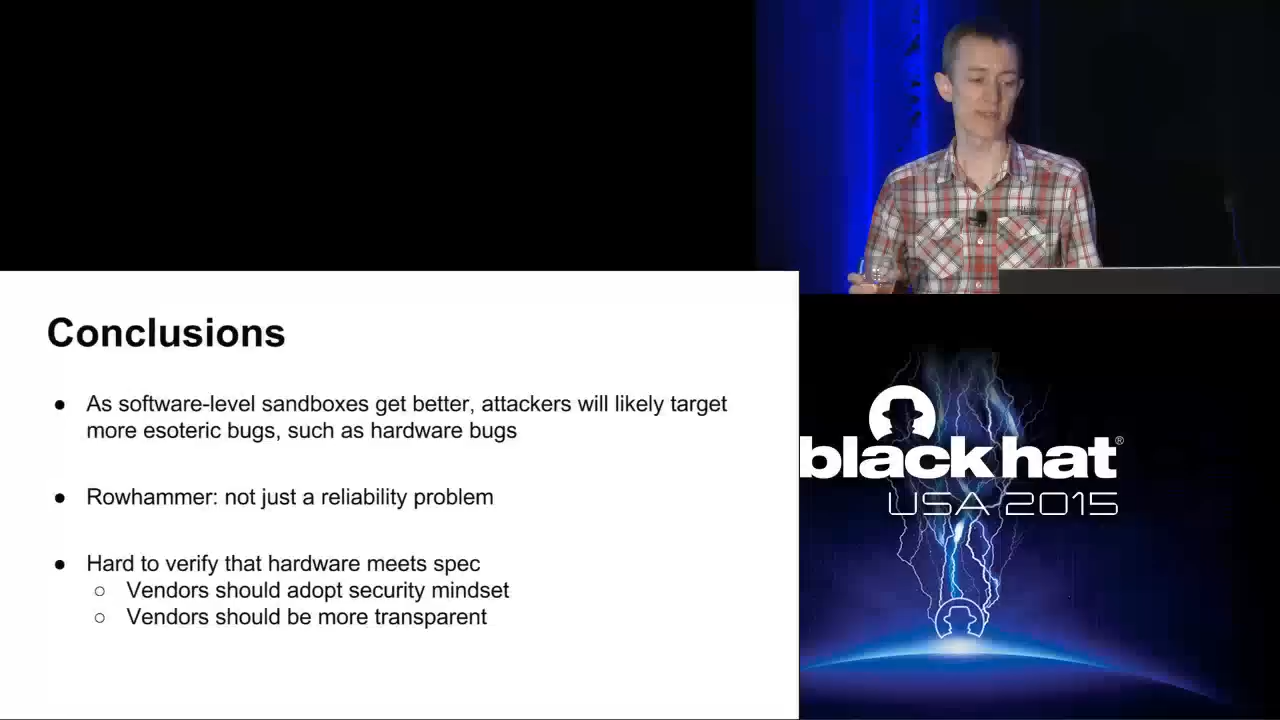 Conclusions
● As software-level sandboxes get better, attackers will likely target
more esoteric bugs, such as hardware bugs
● Rowhammer: not just a reliability problem
● Hard to verify that hardware meets spec
○ Vendors should adopt security mindset
○ Vendors should be more transparent
black hat®
USA 2015